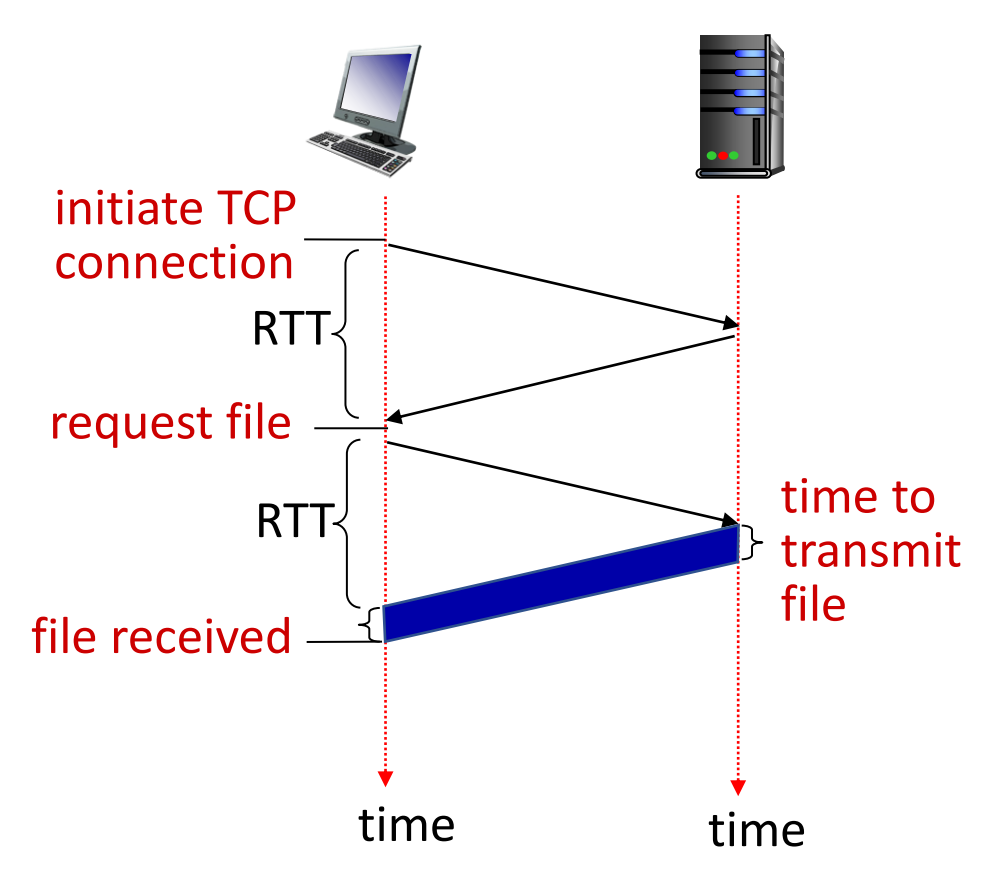 initiate TCP
connection
RTT
request file
RTT
time to
transmit
file
file received
time
time